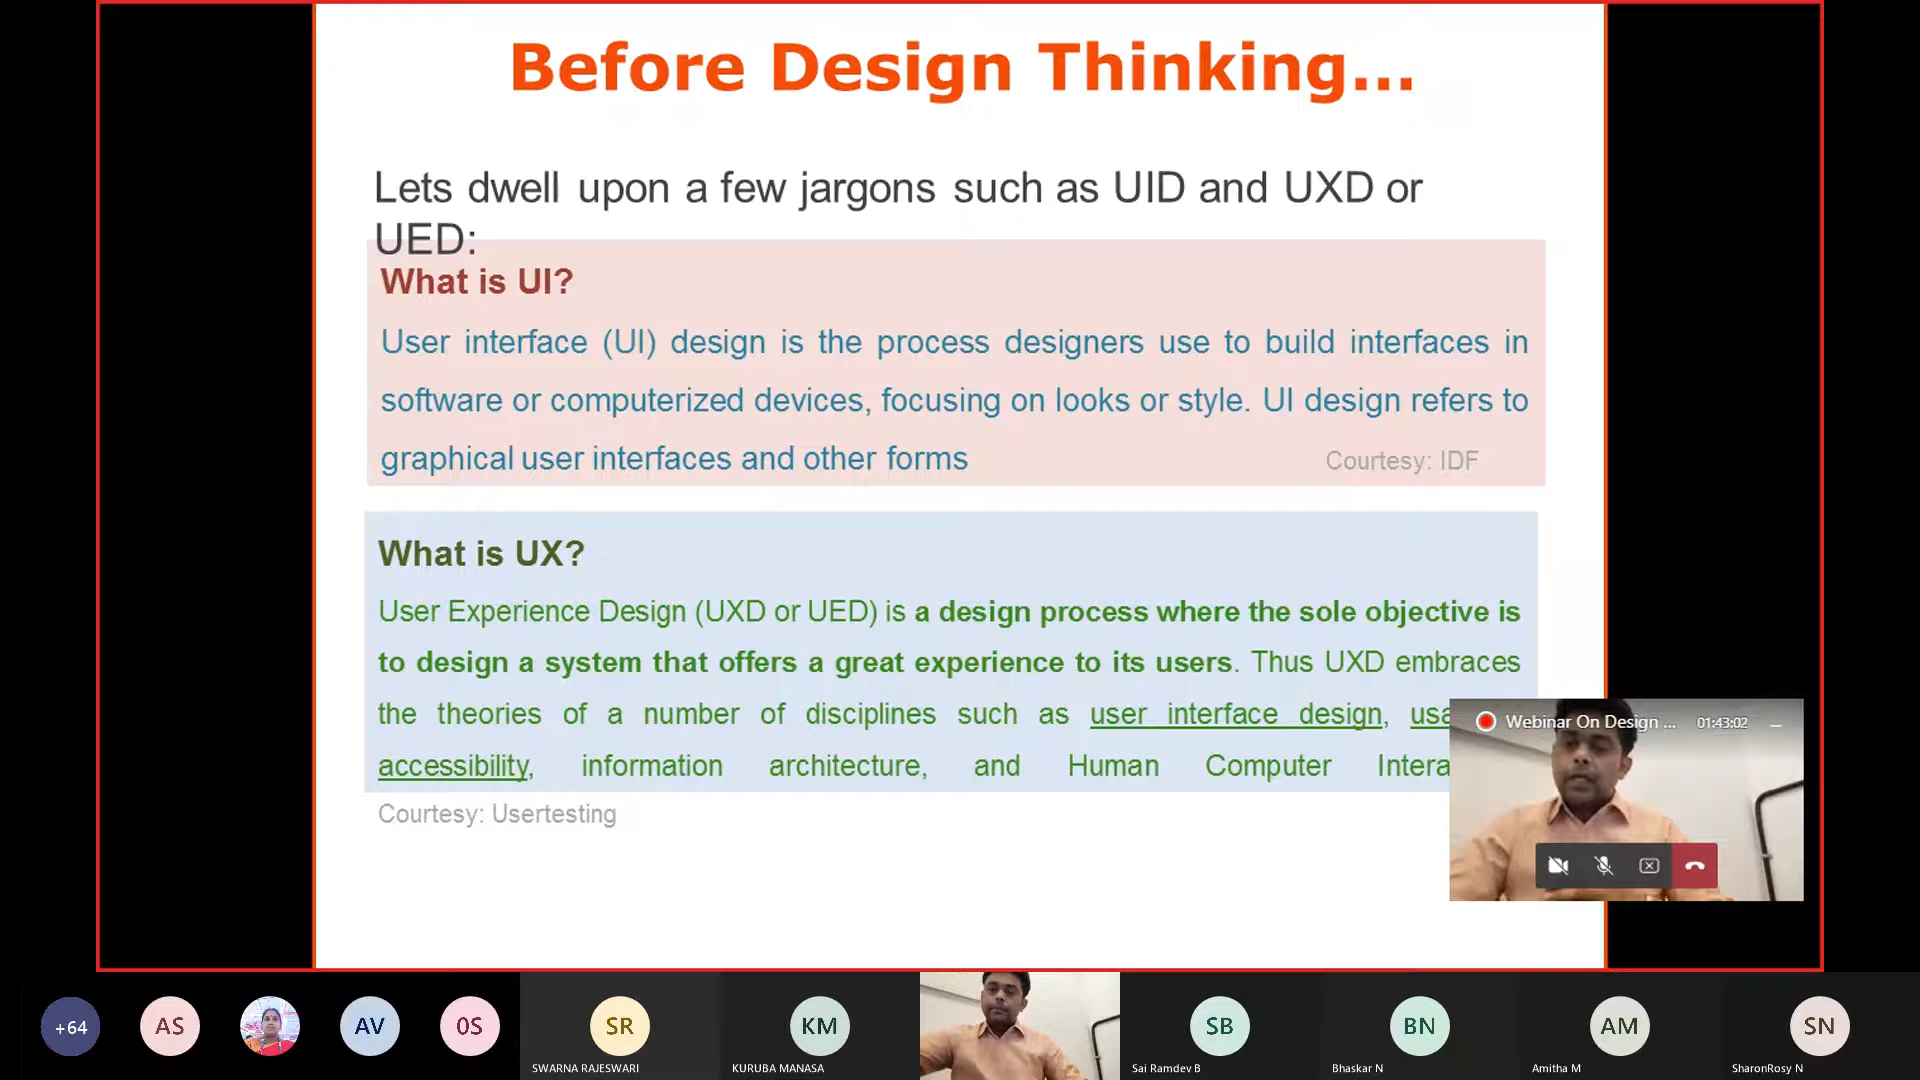 Before Design Thinking...
Lets dwell upon a few jargons such as UID and UXD or
UED:
What is UI?
User interface (UI) design is the process designers use to build interfaces in
software or computerized devices, focusing on looks or style. UI design refers to
graphical user interfaces and other forms
Courtesy: IDF
What is UX?
User Experience Design (UXD or UED) is a design process where the sole objective is
to design a system that offers a great experience to its users. Thus UXD embraces
the theories of a number of disciplines such as user interface design,
accessibility, information architecture, and Human Computer
Courtesy: Usertesting
Webinar On Design ... 01:43:02
+64
AS
AV
0S
SR
KM
SB
BN
AM
SN
SWARNA RAJESWARI
KURUBA MANASA
Sai Ramdev B
Bhaskar N
Amitha M
SharonRosy N